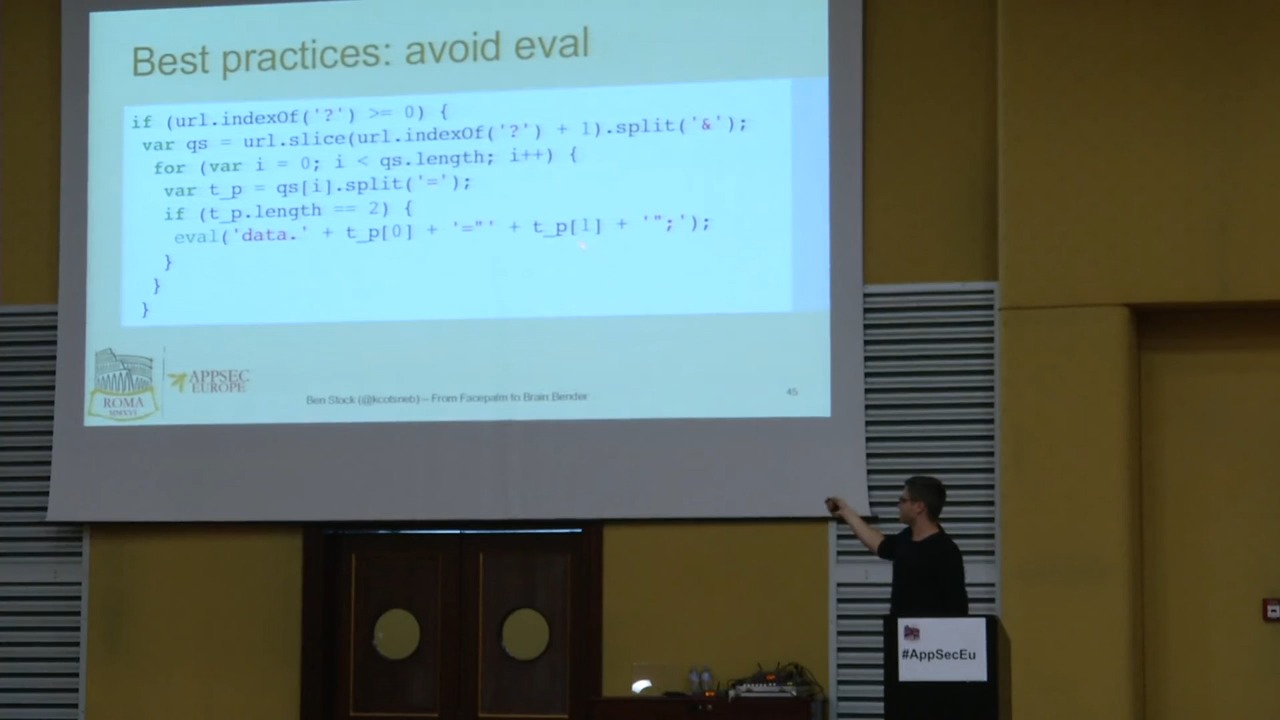 Best practices: avoid eval
if (url.indexOf('?') >= 0) {
var qs = url.slice(url.indexOf('?') + 1).split('&');
for (var i = 0; i < qs.length; i++) {
var t_p = qs[i].split('=');
if (t_p.length == 2) {
eval('data.' + t_p[0] + '="' + t_p[1] + '";');
}
}
}
ROMA
MMXVI
APPSEC
EUROPE
Ben Stock (@kcotsneb) – From Facepalm to Brain Bender
45
#AppSecEu